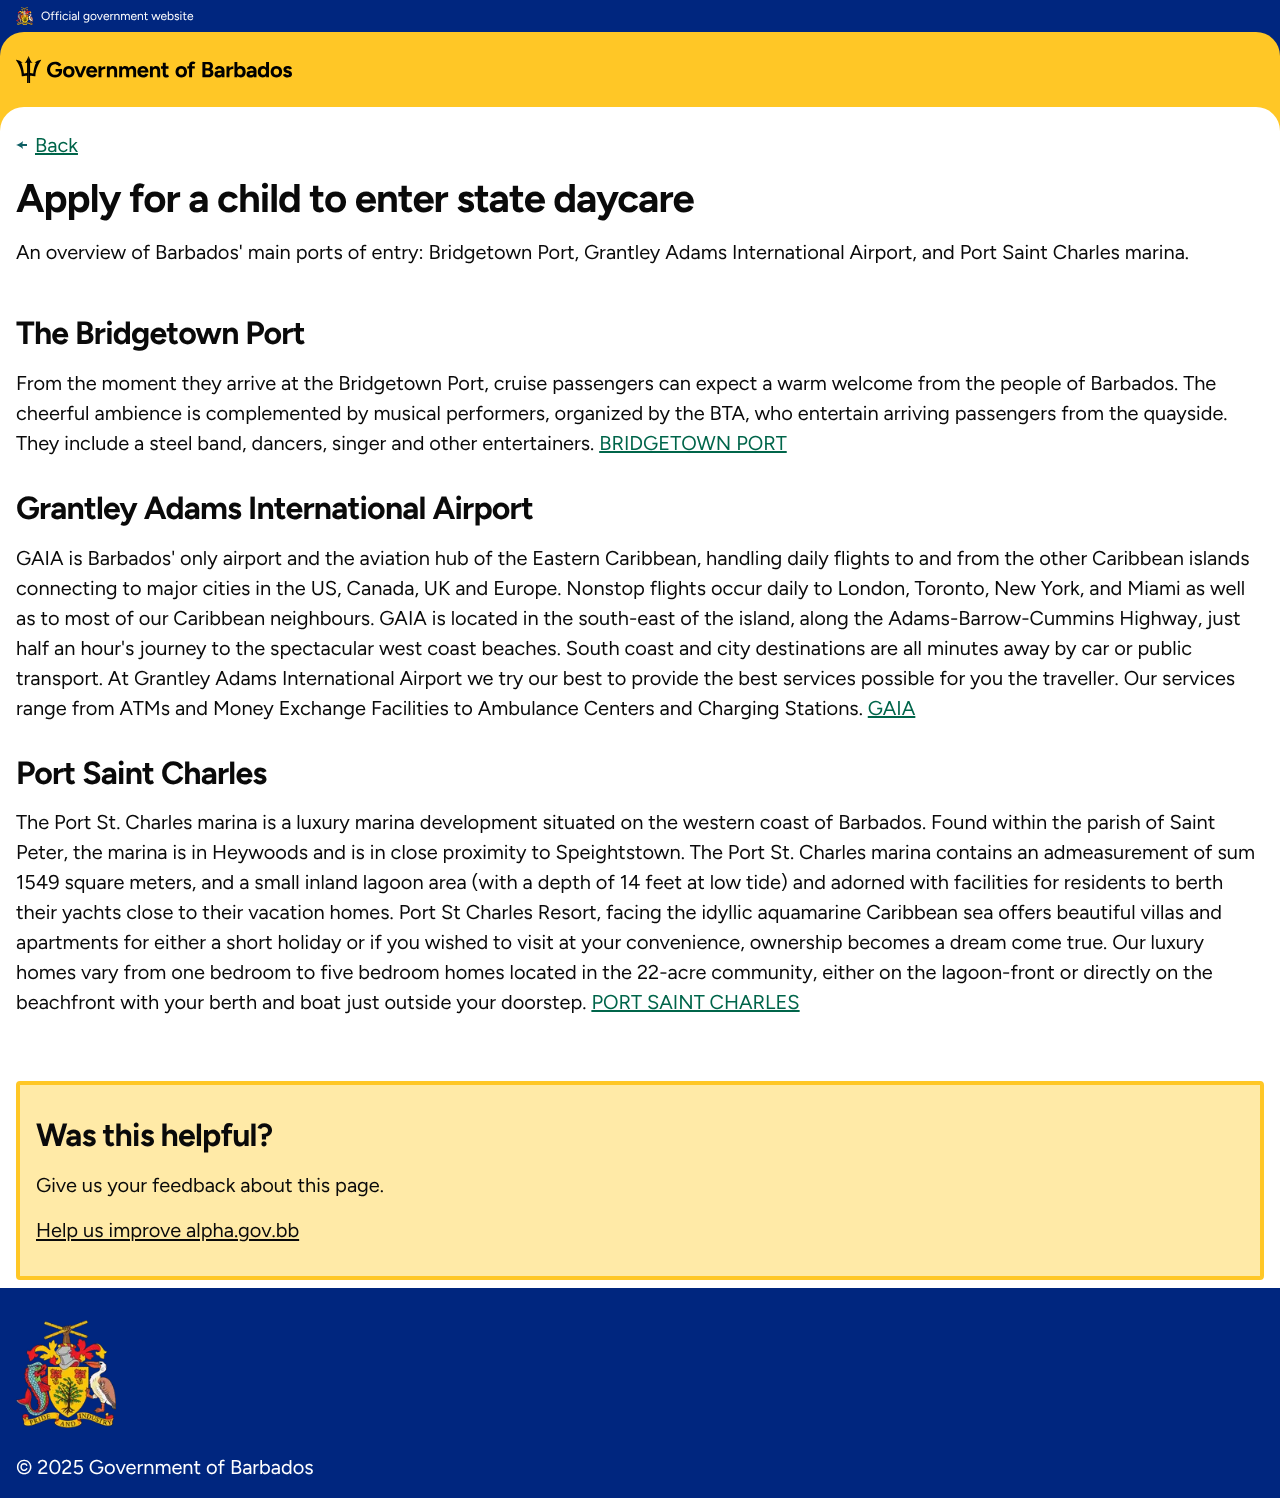 Official government website
Government of Barbados
Back
Apply for a child to enter state daycare
An overview of Barbados' main ports of entry: Bridgetown Port, Grantley Adams International Airport, and Port Saint Charles marina.
The Bridgetown Port
From the moment they arrive at the Bridgetown Port, cruise passengers can expect a warm welcome from the people of Barbados. The
cheerful ambience is complemented by musical performers, organized by the BTA, who entertain arriving passengers from the quayside.
They include a steel band, dancers, singer and other entertainers. BRIDGETOWN PORT
Grantley Adams International Airport
GAIA is Barbados' only airport and the aviation hub of the Eastern Caribbean, handling daily flights to and from the other Caribbean islands
connecting to major cities in the US, Canada, UK and Europe. Nonstop flights occur daily to London, Toronto, New York, and Miami as well
as to most of our Caribbean neighbours. GAIA is located in the south-east of the island, along the Adams-Barrow-Cummins Highway, just
half an hour's journey to the spectacular west coast beaches. South coast and city destinations are all minutes away by car or public
transport. At Grantley Adams International Airport we try our best to provide the best services possible for you the traveller. Our services
range from ATMs and Money Exchange Facilities to Ambulance Centers and Charging Stations. GAIA
Port Saint Charles
The Port St. Charles marina is a luxury marina development situated on the western coast of Barbados. Found within the parish of Saint
Peter, the marina is in Heywoods and is in close proximity to Speightstown. The Port St. Charles marina contains an admeasurement of sum
1549 square meters, and a small inland lagoon area (with a depth of 14 feet at low tide) and adorned with facilities for residents to berth
their yachts close to their vacation homes. Port St Charles Resort, facing the idyllic aquamarine Caribbean sea offers beautiful villas and
apartments for either a short holiday or if you wished to visit at your convenience, ownership becomes a dream come true. Our luxury
homes vary from one bedroom to five bedroom homes located in the 22-acre community, either on the lagoon-front or directly on the
beachfront with your berth and boat just outside your doorstep. PORT SAINT CHARLES
Was this helpful?
Give us your feedback about this page.
Help us improve alpha.gov.bb
PRIDE AND INDUSTRY
© 2025 Government of Barbados